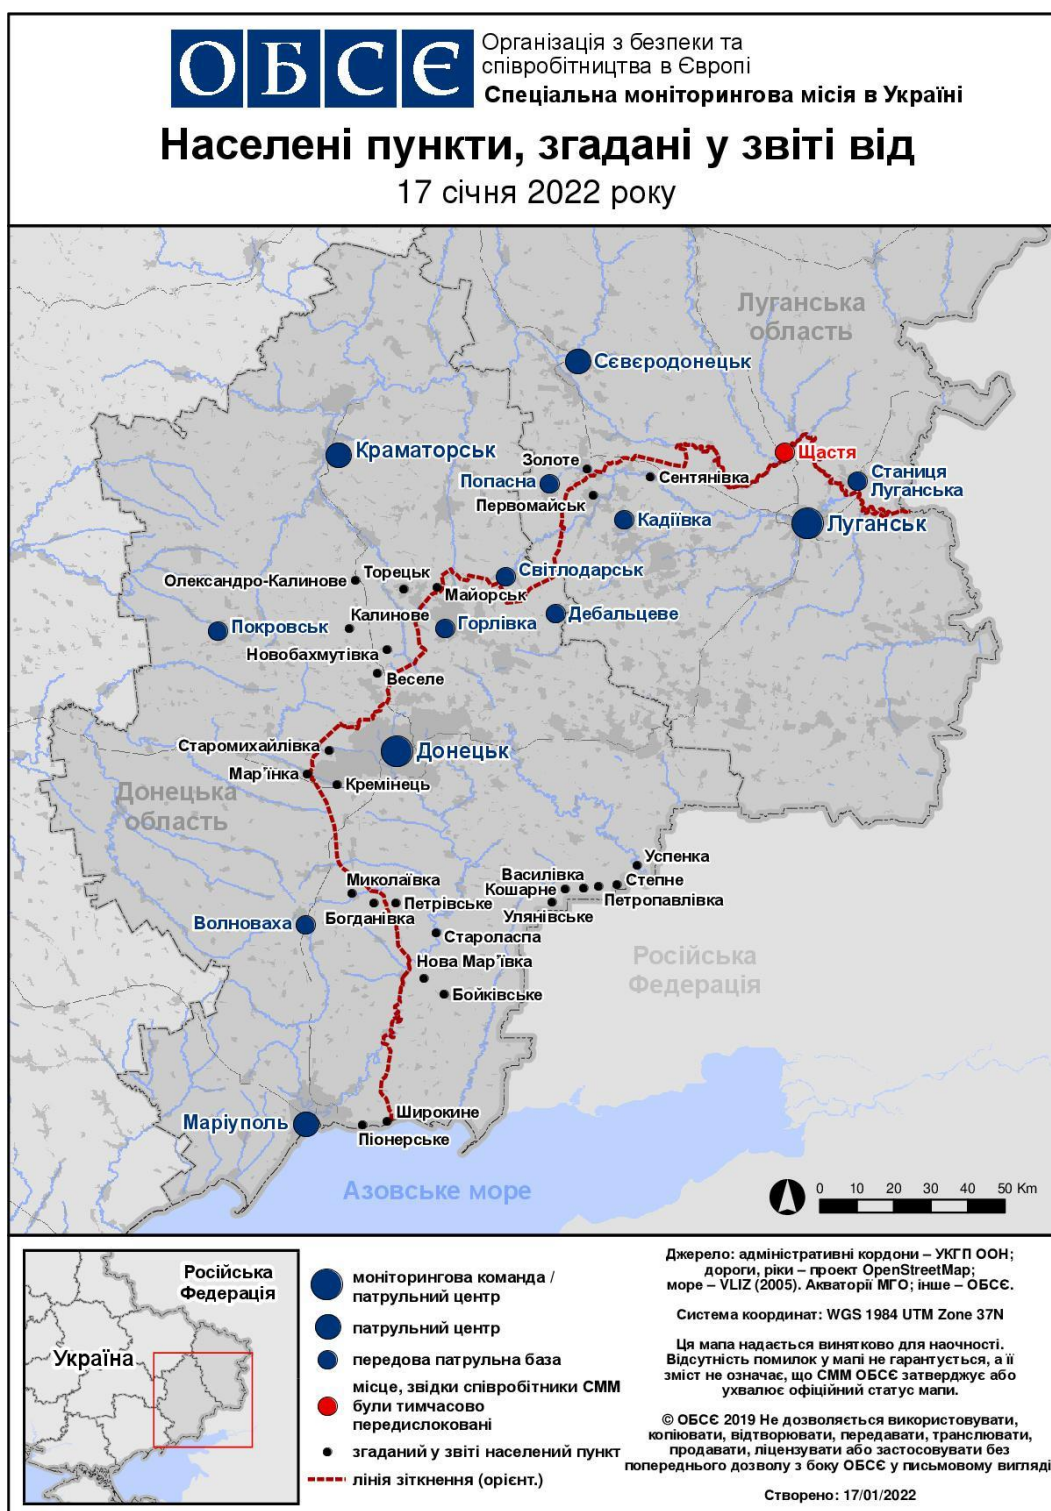 ОБСЄ
Організація з безпеки та
співробітництва в Європі
Спеціальна моніторингова місія в Україні
Населені пункти, згадані у звіті від
17 січня 2022 року
Луганська
область
Сєвєродонецьк
Краматорськ
Золоте
Щастя
Попасна
Сентянівка
Станиця
Луганська
Первомайськ
Кадіївка
Луганськ
Олександро-Калинове
Торецьк
Світлодарськ
Майорськ
Калинове
Дебальцеве
Покровськ
Горлівка
Новобахмутівка
Веселе
Старомихайлівка
Донецьк
Мар'їнка
Кремінець
Донецька
область
Успенка
Василівка
Степне
Кошарне
Петропавлівка
Улянівське
Миколаївка
Петрівське
Богданівка
Волноваха
Староласпа
Нова Мар'ївка
Бойківське
Російська
Федерація
Широкине
Маріуполь
Піонерське
Азовське море
0 10 20 30 40 50 Km
Російська
Федерація
Україна
моніторингова команда /
патрульний центр
патрульний центр
передова патрульна база
місце, звідки співробітники СММ
були тимчасово
передислоковані
згаданий у звіті населений пункт
лінія зіткнення (орієнт.)
Джерело: адміністративні кордони – УКГП ООН;
дороги, ріки – проект OpenStreetMap;
море – VLIZ (2005). Акваторії МГО; інше – ОБСЄ.
Система координат: WGS 1984 UTM Zone 37N
Ця мапа надається винятково для наочності.
Відсутність помилок у мапі не гарантується, а її
зміст не означає, що СММ ОБСЄ затверджує або
ухвалює офіційний статус мапи.
© ОБСЄ 2019 Не дозволяється використовувати,
копіювати, відтворювати, передавати, транслювати,
продавати, ліцензувати або застосовувати без
попереднього дозволу з боку ОБСЄ у письмовому вигляді
Створено: 17/01/2022